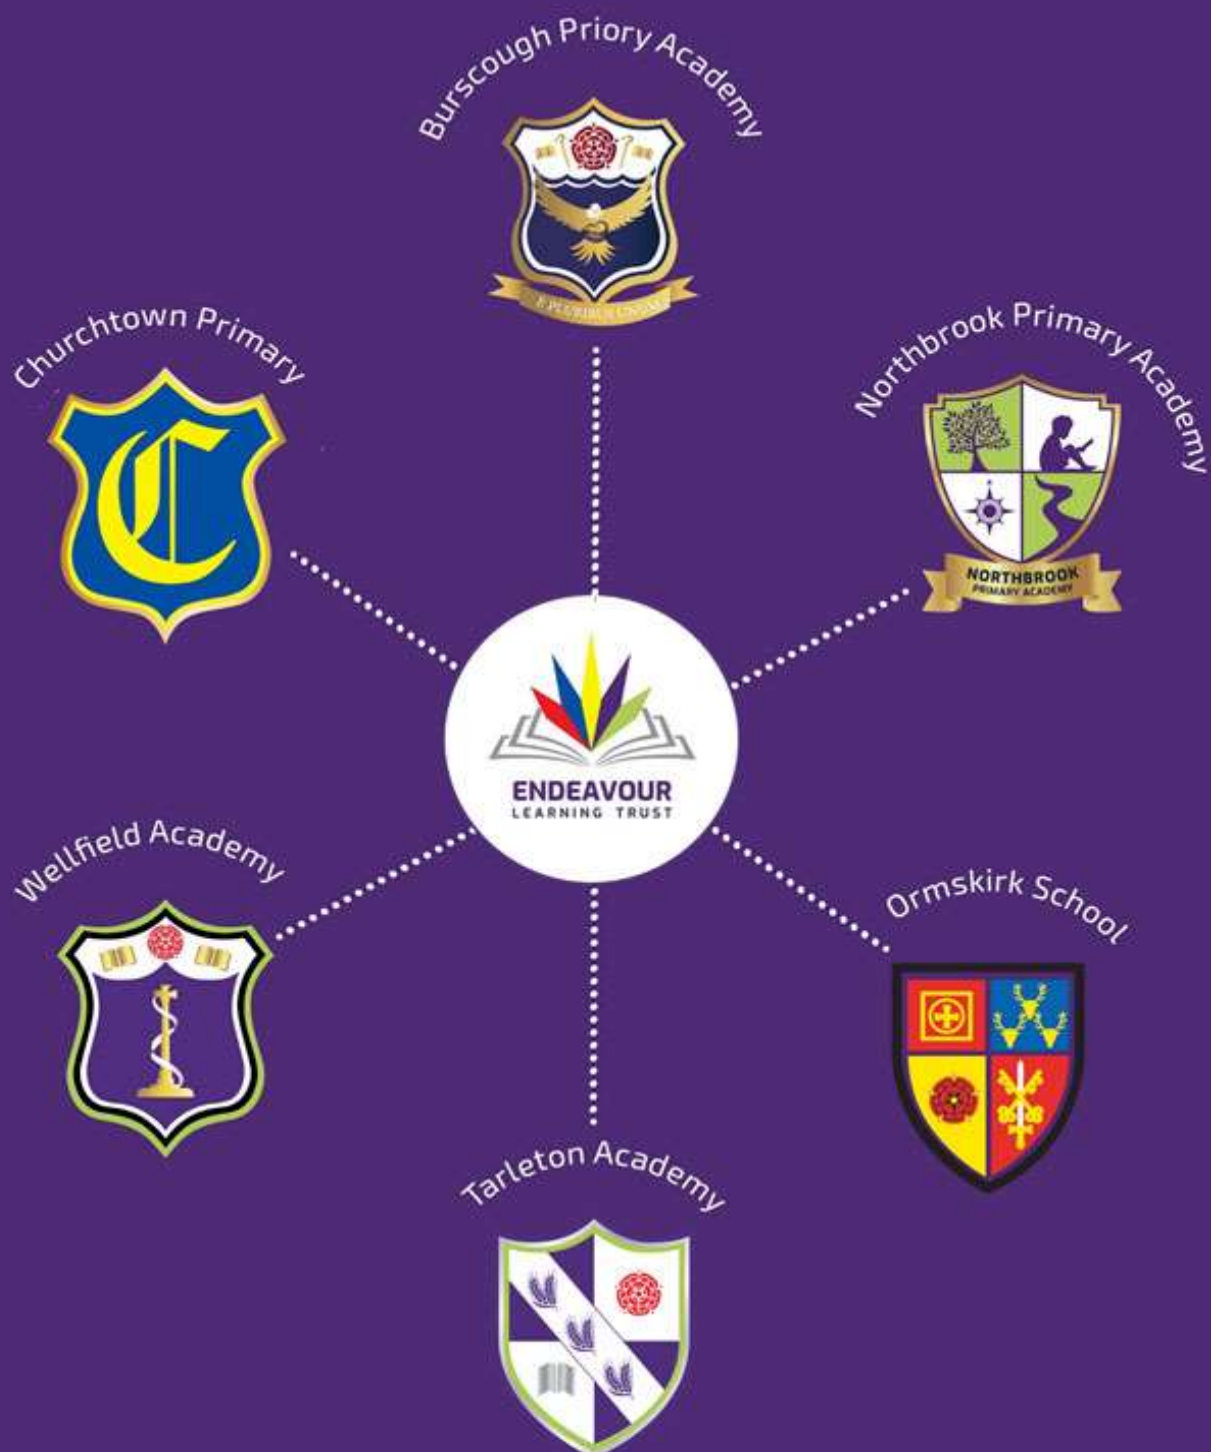 Burscough Priory Academy
E PLURIBUS UNUM
Churchtown Primary
C
Northbrook Primary Academy
NORTHBROOK
PRIMARY ACADEMY
ENDEAVOUR
LEARNING TRUST
Wellfield Academy
Ormskirk School
Tarleton Academy